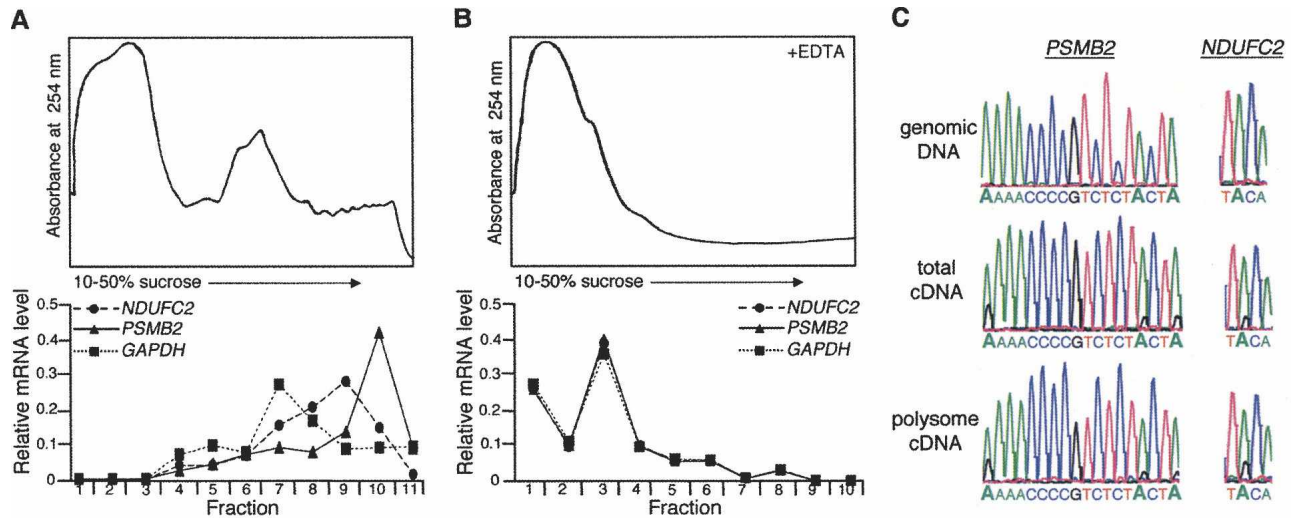 A
Absorbance at 254 nm
10-50% sucrose
Relative mRNA level
0.5
0.4
0.3
0.2
0.1
0
NDUFC2
PSMB2
GAPDH
1 2 3 4 5 6 7 8 9 10 11
Fraction
B
Absorbance at 254 nm
+EDTA
10-50% sucrose
Relative mRNA level
0.5
0.4
0.3
0.2
0.1
0
NDUFC2
PSMB2
GAPDH
1 2 3 4 5 6 7 8 9 10
Fraction
C
PSMB2 NDUFC2
genomic
DNA
AAAACCCCGTCTCTACTA TACA
total
cDNA
AAAACCCCGTCTCTACTA TACA
polysome
cDNA
AAAACCCCGTCTCTACTA TACA